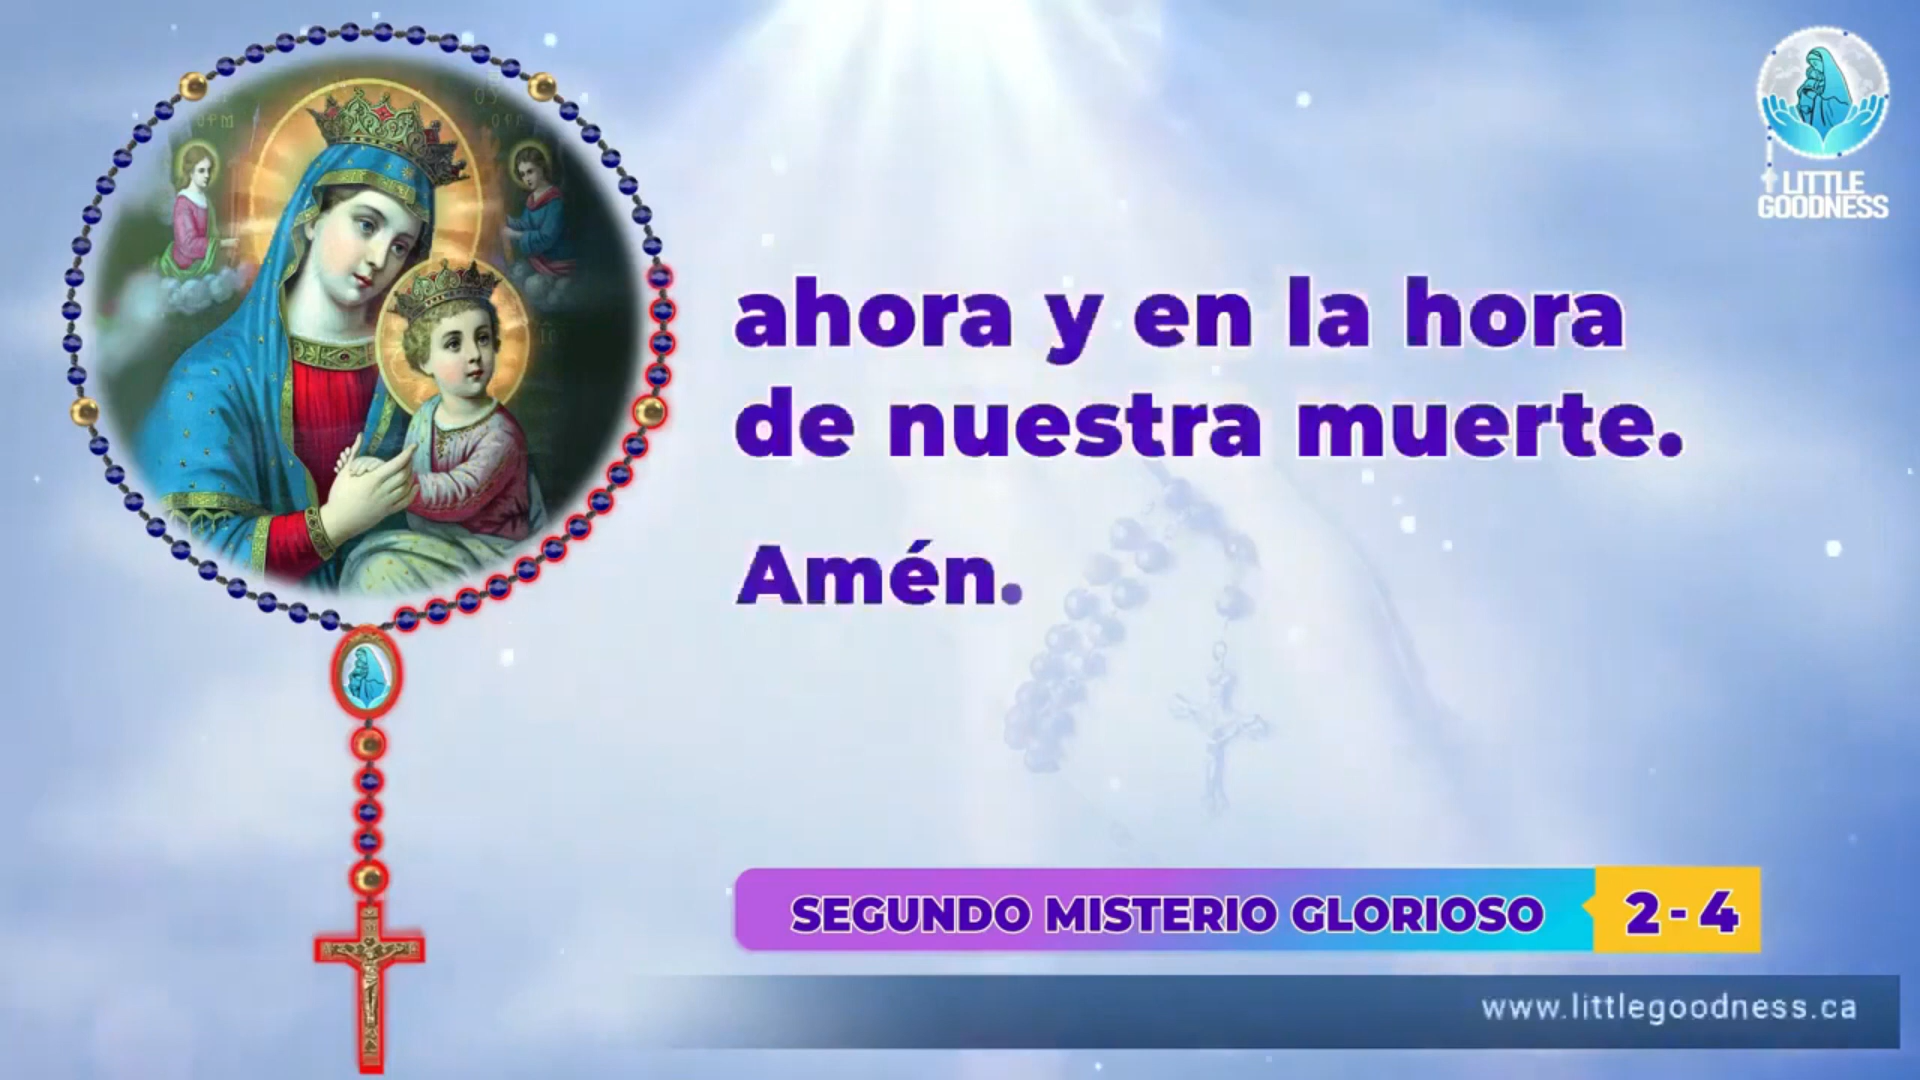 LITTLE
GOODNESS
ahora y en la hora
de nuestra muerte.
Amén.
SEGUNDO MISTERIO GLORIOSO 2-4
www.littlegoodness.ca